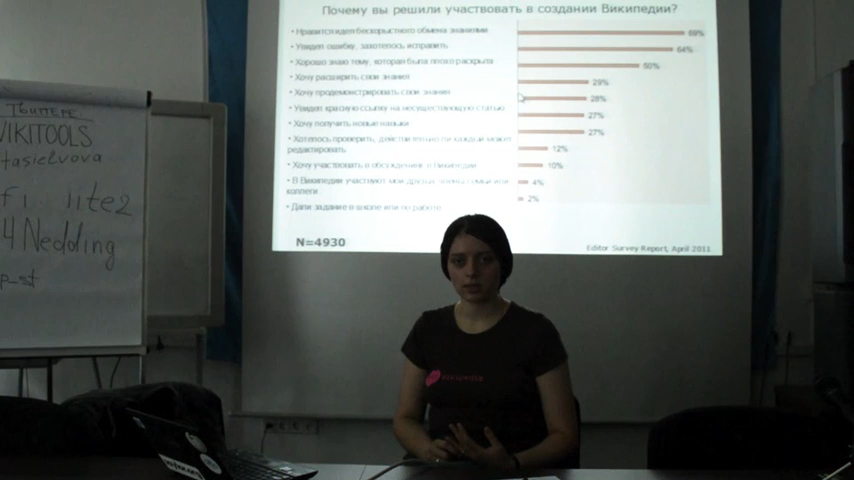 Почему вы решили участвовать в создании Википедии?
• Нравится идея бескорыстного обмена знаниями 69%
• Увидел ошибку, захотелось исправить 64%
• Хорошо знаю тему, которая была плохо раскрыта 50%
• Хочу расширить свои знания 29%
• Хочу продемонстрировать свои знания 28%
• Увидел красную ссылку на несуществующую статью 27%
• Хочу получить новые навыки 27%
• Хотелось проверить, действительно ли каждый может
редактировать 12%
• Хочу участвовать в обсуждениях в Википедии 10%
• В Википедии участвуют мои друзья, члены семьи или
коллеги 4%
• Дали задание в школе или по работе 2%
N=4930
Editor Survey Report, April 2011
Твиттере
WIKITOOLS
4 Nedding
p_st